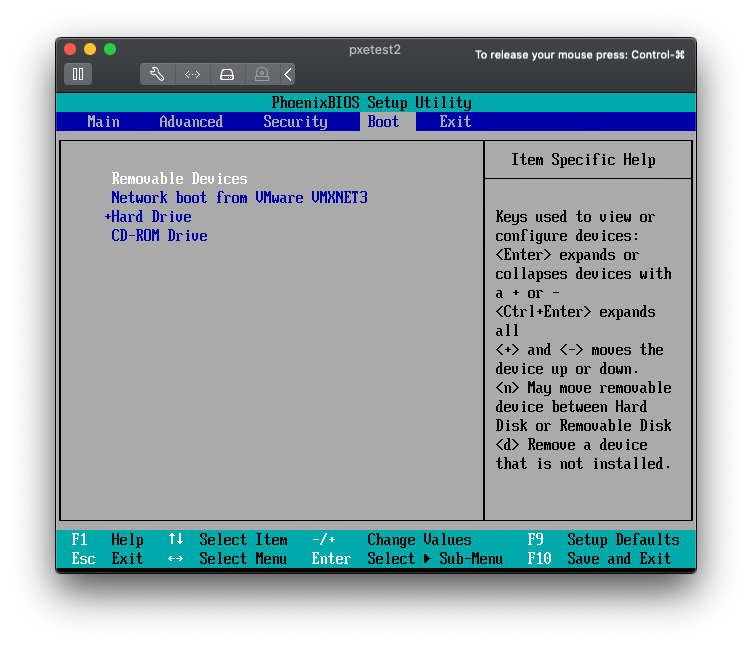 pxetest2
To release your mouse press: Control-⌘
PhoenixBIOS Setup Utility
Main Advanced Security Boot Exit
Removable Devices
Network boot from VMware VMXNET3
+Hard Drive
CD-ROM Drive
Item Specific Help
Keys used to view or
configure devices:
<Enter> expands or
collapses devices with
a + or -
<Ctrl+Enter> expands
all
<+> and <-> moves the
device up or down.
<n> May move removable
device between Hard
Disk or Removable Disk
<d> Remove a device
that is not installed.
F1 Help ↑↓ Select Item -/+ Change Values F9 Setup Defaults
Esc Exit ↔ Select Menu Enter Select ▶ Sub-Menu F10 Save and Exit